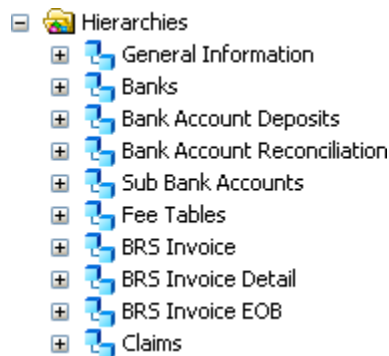 Hierarchies
General Information
Banks
Bank Account Deposits
Bank Account Reconciliation
Sub Bank Accounts
Fee Tables
BRS Invoice
BRS Invoice Detail
BRS Invoice EOB
Claims